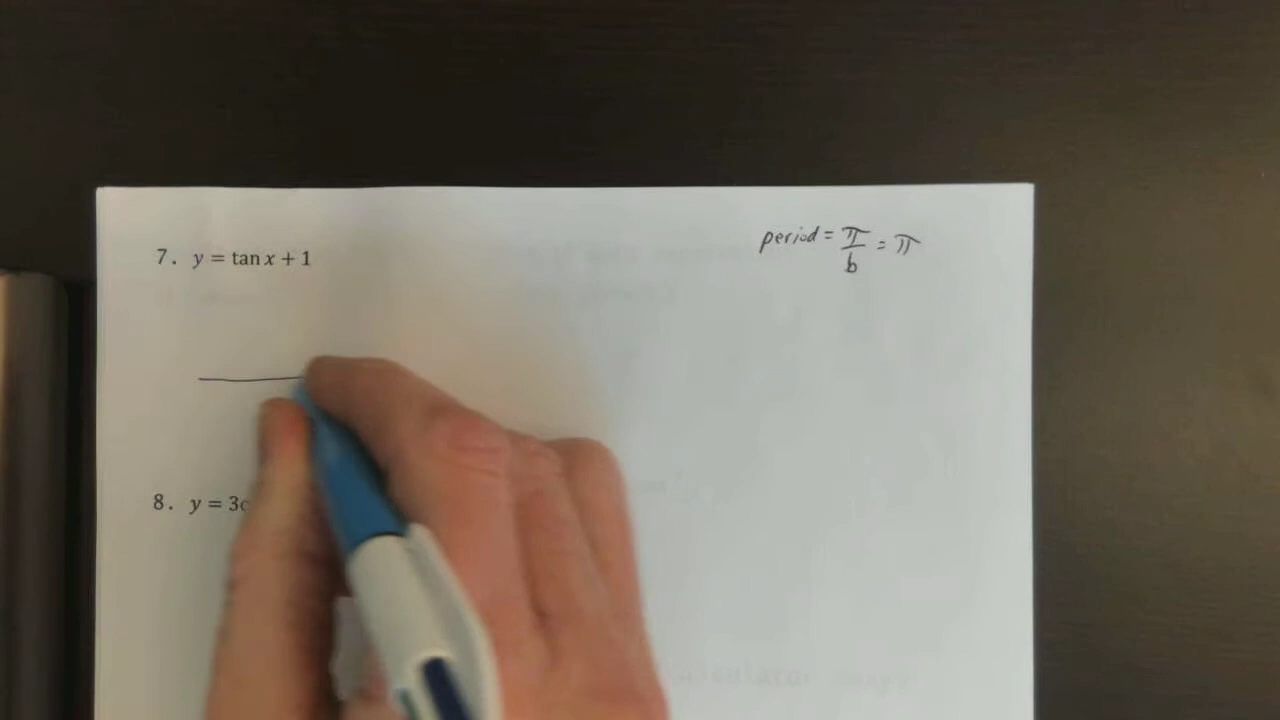 7. y = tan x + 1
period = π/b = π
8. y = 3c